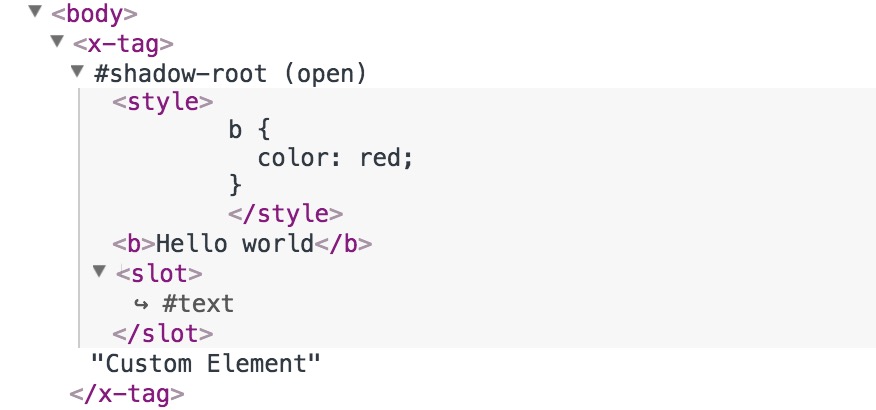 ▼ <body>
▼ <x-tag>
▼ #shadow-root (open)
<style>
b {
color: red;
}
</style>
<b>Hello world</b>
▼ <slot>
↪ #text
</slot>
"Custom Element"
</x-tag>